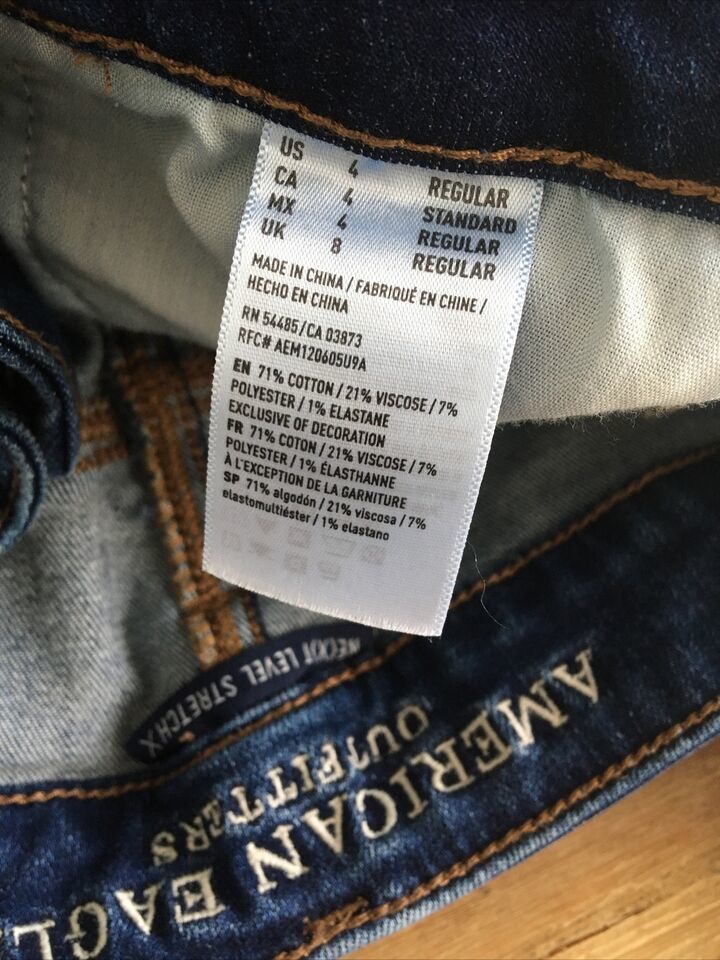 US 4 REGULAR
CA 4 STANDARD
MX 4 REGULAR
UK 8 REGULAR
MADE IN CHINA / FABRIQUÉ EN CHINE /
HECHO EN CHINA
RN 54485/CA 03873
RFC# AEM120605U9A
EN 71% COTTON / 21% VISCOSE / 7%
POLYESTER / 1% ELASTANE
EXCLUSIVE OF DECORATION
FR 71% COTON / 21% VISCOSE / 7%
POLYESTER / 1% ÉLASTHANNE
À L'EXCEPTION DE LA GARNITURE
SP 71% algodón / 21% viscosa / 7%
elastomultiéster / 1% elastano
NE(X)T LEVEL STRETCH X
AMERICAN EAGL
OUTFITTERS